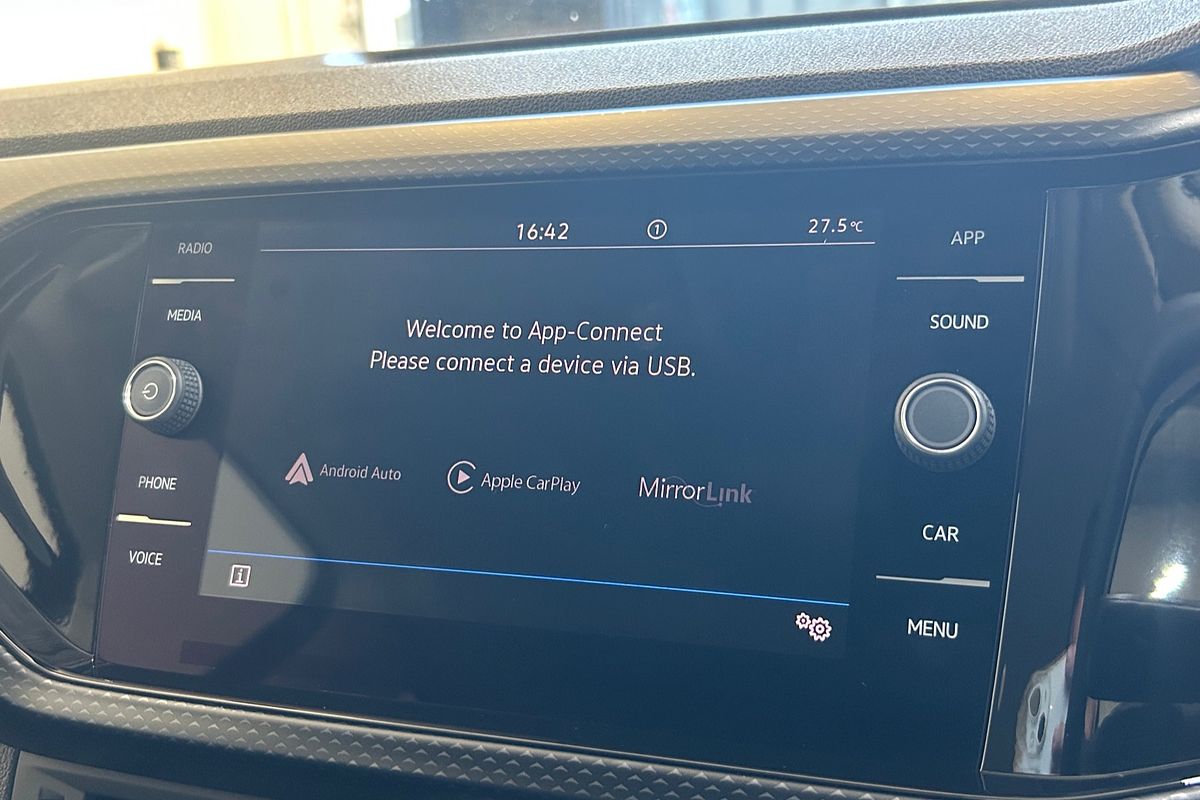 16:42 1 27.5°C
RADIO
MEDIA
PHONE
VOICE
Welcome to App-Connect
Please connect a device via USB.
Android Auto Apple CarPlay MirrorLink
i
APP
SOUND
CAR
MENU